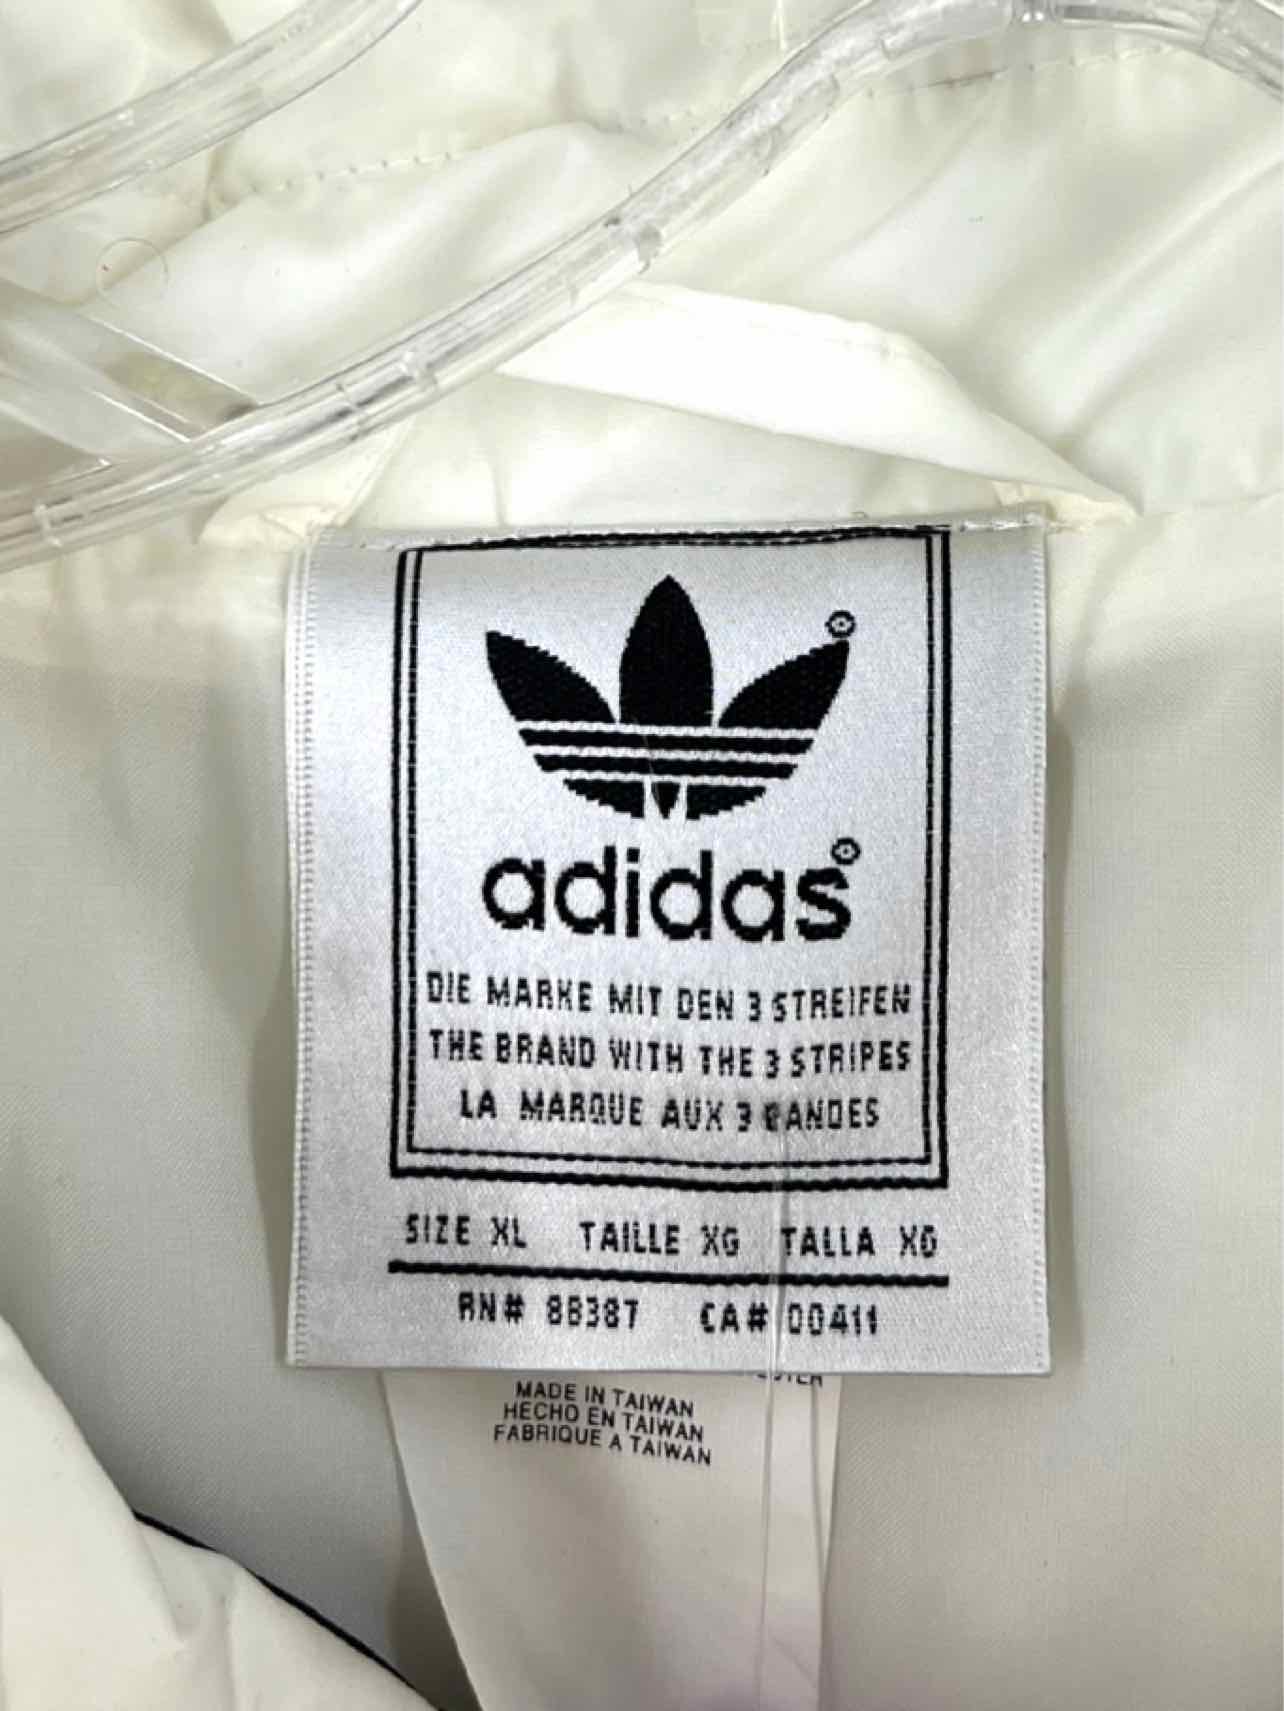 adidas®
DIE MARKE MIT DEN 3 STREIFEN
THE BRAND WITH THE 3 STRIPES
LA MARQUE AUX 3 BANDES
SIZE XL TAILLE XG TALLA XG
RN# 88387 CA# 00411
MADE IN TAIWAN
HECHO EN TAIWAN
FABRIQUE A TAIWAN